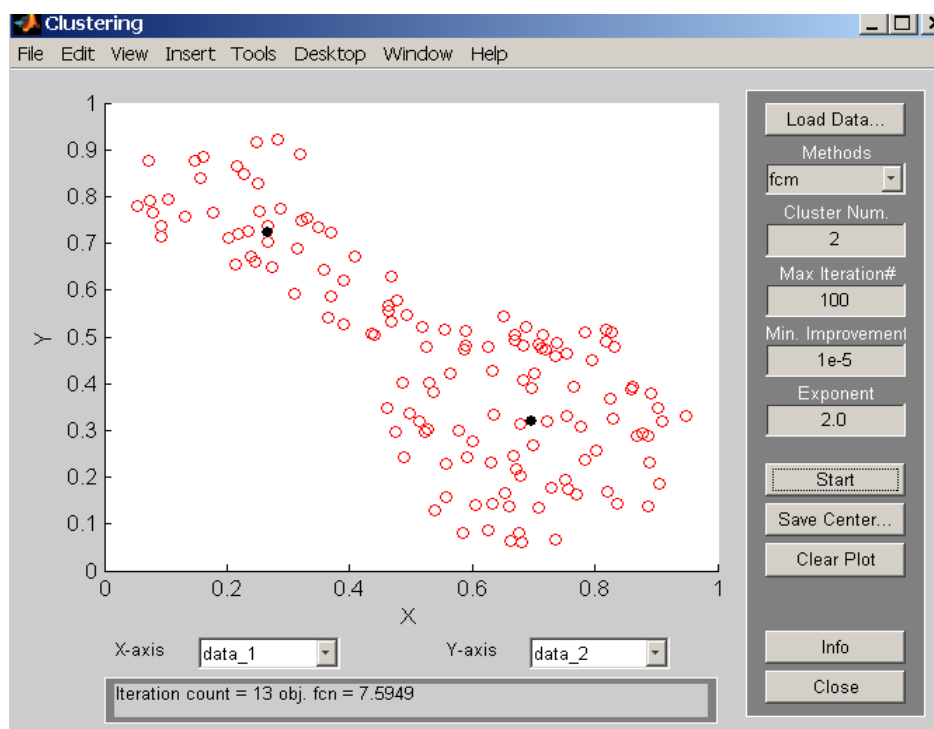 Clustering
File Edit View Insert Tools Desktop Window Help
Load Data...
Methods
fcm
Cluster Num.
2
Max Iteration#
100
Min. Improvement
1e-5
Exponent
2.0
Start
Save Center...
Clear Plot
Info
Close
1
0.9
0.8
0.7
0.6
0.5
0.4
0.3
0.2
0.1
0
Y
0 0.2 0.4 0.6 0.8 1
X
X-axis data_1 Y-axis data_2
Iteration count = 13 obj. fcn = 7.5949